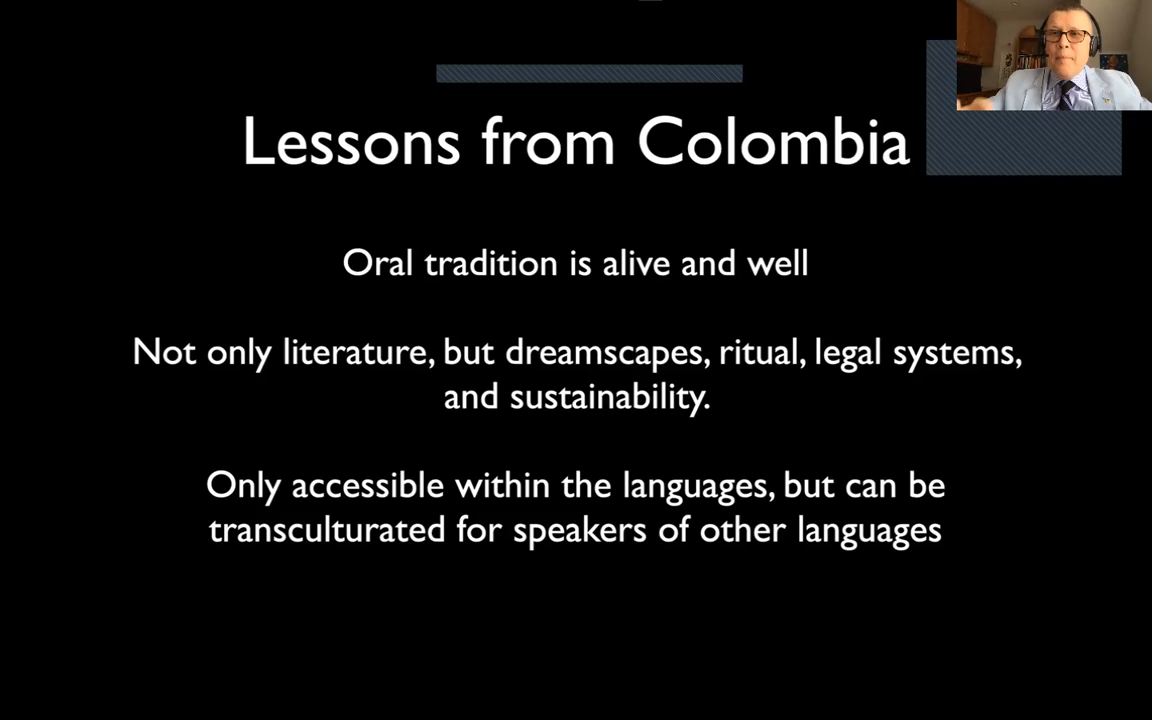 Lessons from Colombia
Oral tradition is alive and well
Not only literature, but dreamscapes, ritual, legal systems,
and sustainability.
Only accessible within the languages, but can be
transculturated for speakers of other languages